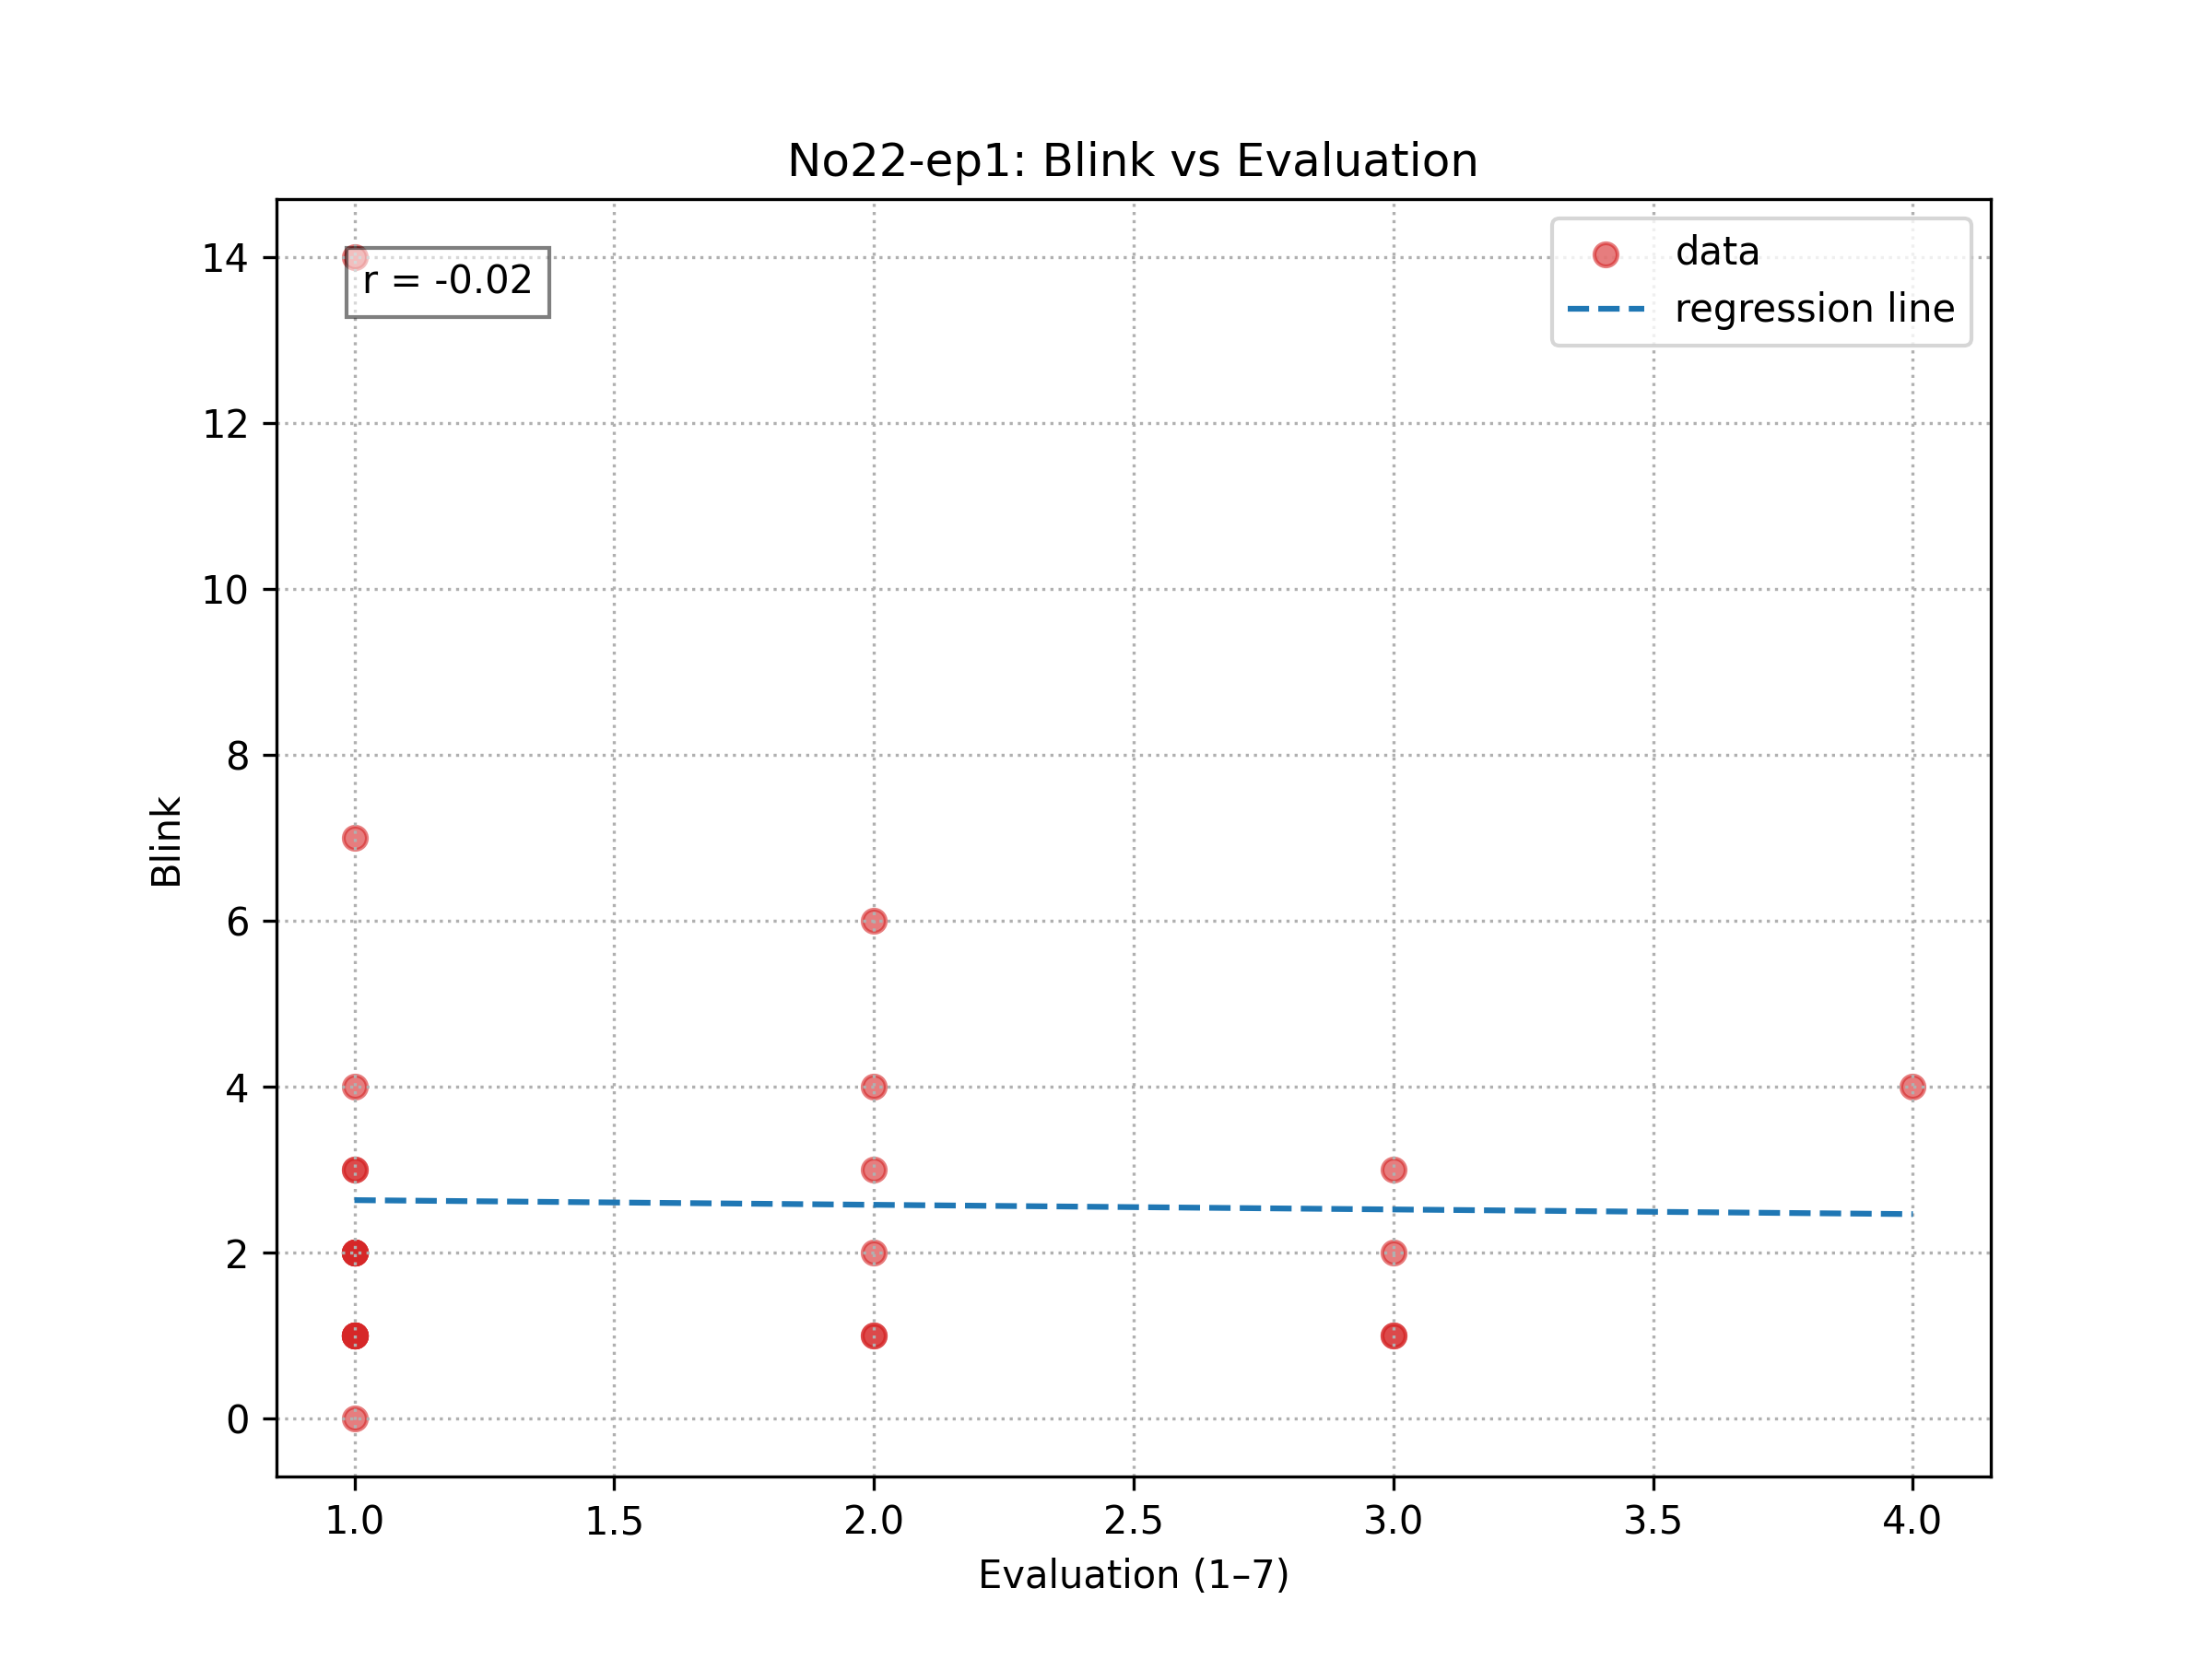 No22-ep1: Blink vs Evaluation
r = -0.02
data
regression line
14
12
10
8
6
4
2
0
Blink
1.0 1.5 2.0 2.5 3.0 3.5 4.0
Evaluation (1–7)